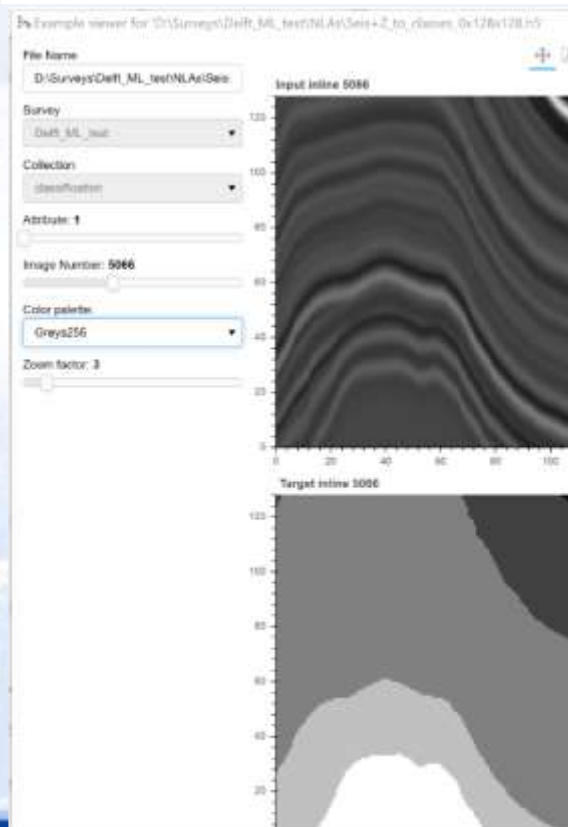 Example viewer for 'D:\Surveys\Delft_ML_test\NLAs\Seis+Z_to_classes_0x128x128.h5'
File Name
D:\Surveys\Delft_ML_test\NLAs\Seis
Survey
Delft_ML_test
Collection
classification
Attribute: 1
Image Number: 5066
Color palette:
Greys256
Zoom factor: 3
Input inline 5066
120
100
80
60
40
20
0
0 20 40 60 80 100
Target inline 5066
120
100
80
60
40
20